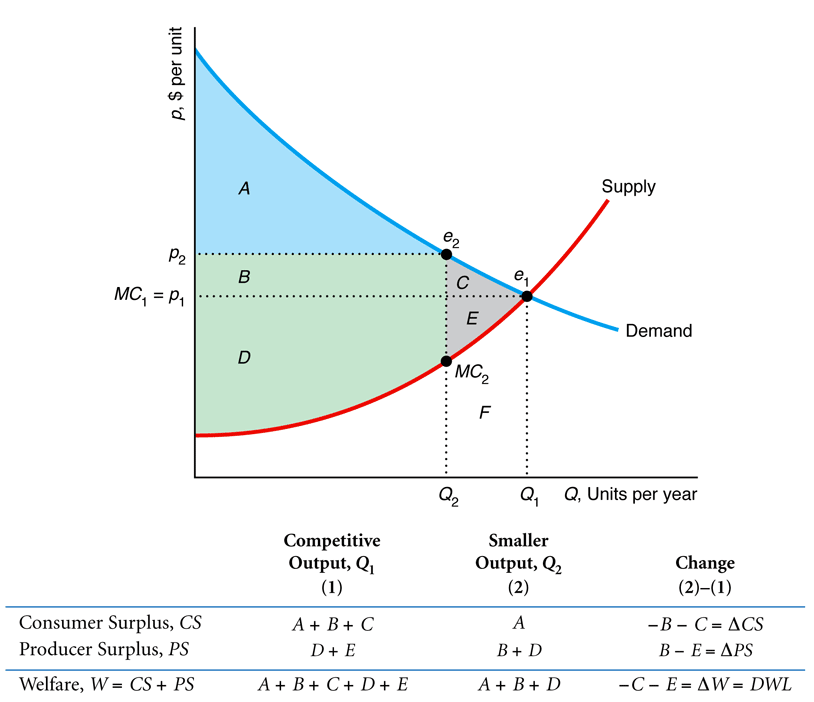 p, $ per unit
A
Supply
e2
p2
B
C
e1
MC1 = p1
E
Demand
D
MC2
F
Q2 Q1 Q, Units per year
Competitive Smaller
Output, Q1 Output, Q2 Change
(1) (2) (2)–(1)
Consumer Surplus, CS A + B + C A –B – C = ΔCS
Producer Surplus, PS D + E B + D B – E = ΔPS
Welfare, W = CS + PS A + B + C + D + E A + B + D –C – E = ΔW = DWL